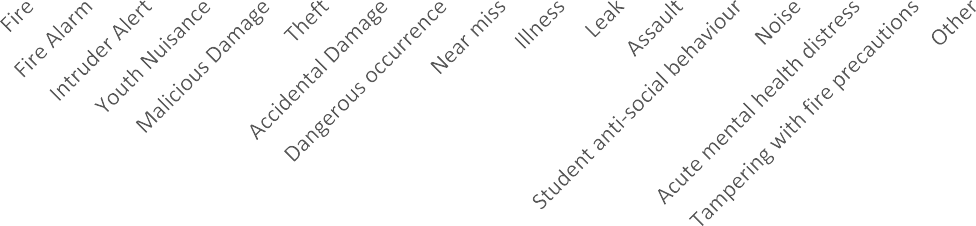 Fire
Fire Alarm
Intruder Alert
Youth Nuisance
Malicious Damage
Theft
Accidental Damage
Dangerous occurrence
Near miss
Illness
Leak
Assault
Student anti-social behaviour
Noise
Acute mental health distress
Tampering with fire precautions
Other